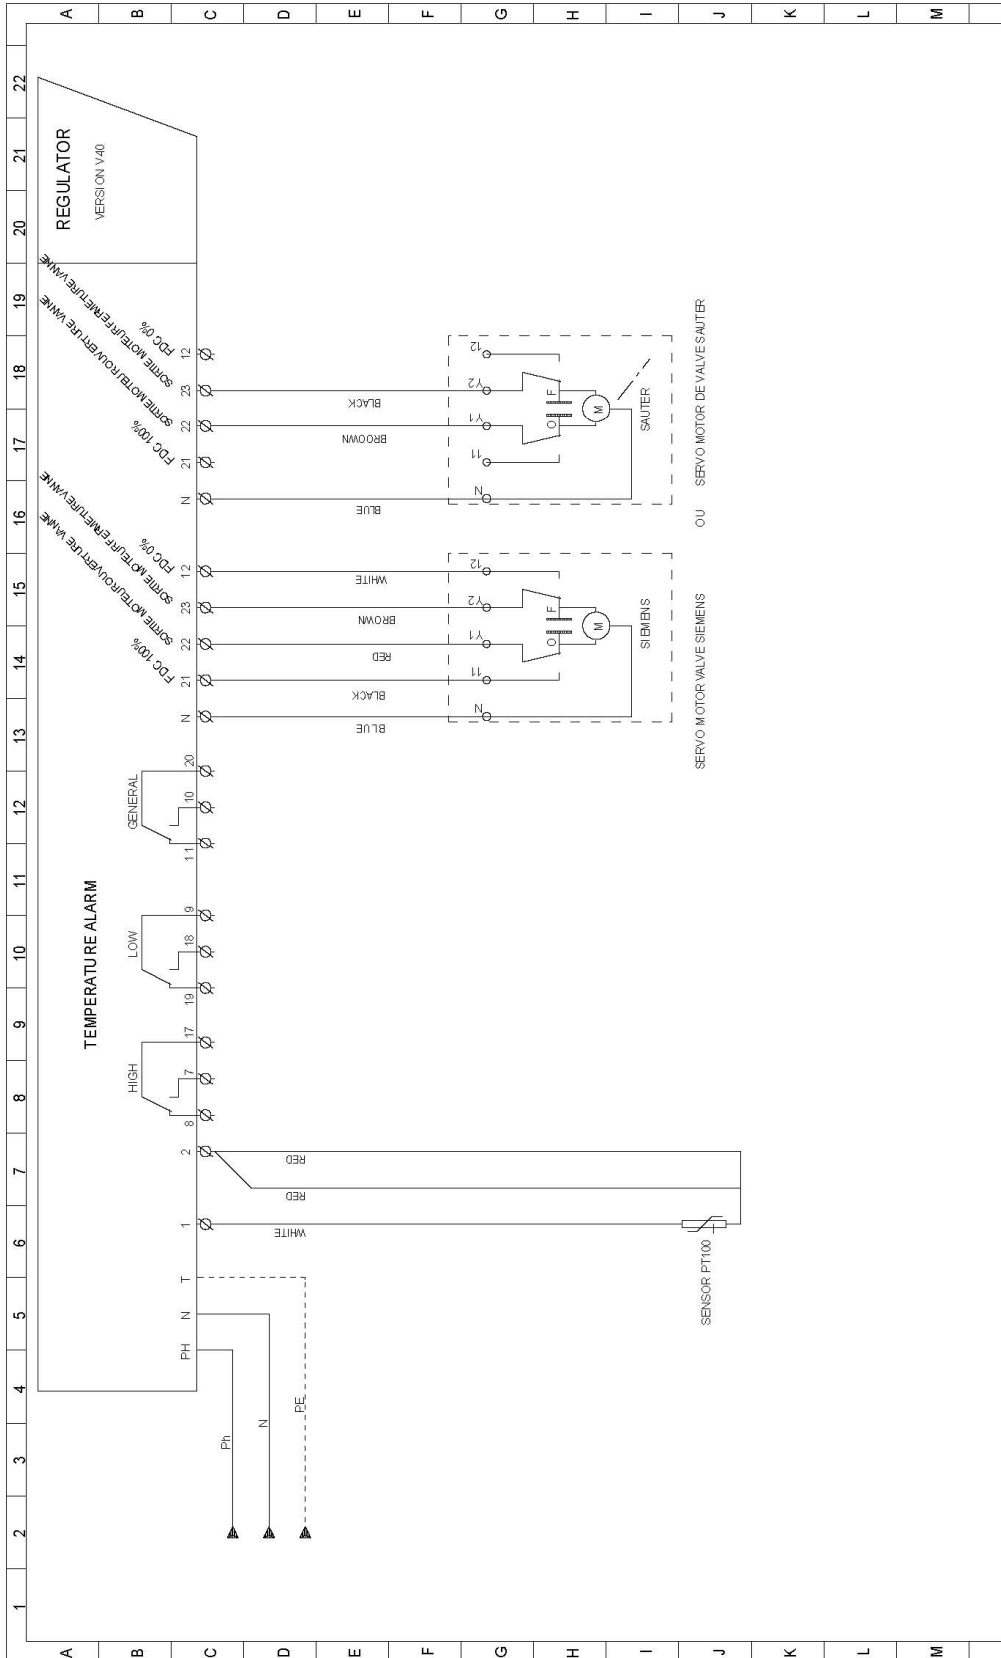 A B C D E F G H I J K L M
1 2 3 4 5 6 7 8 9 10 11 12 13 14 15 16 17 18 19 20 21 22
REGULATOR
VERSION V40
TEMPERATURE ALARM
HIGH
LOW
GENERAL
FDC 100%
SORTIE MOTEUR OUVERTURE VANNE
SORTIE MOTEUR FERMETURE VANNE
FDC 0%
FDC 100%
SORTIE MOTEUR OUVERTURE VANNE
SORTIE MOTEUR FERMETURE VANNE
FDC 0%
PH N T 1 2 8 7 17 19 18 9 11 10 20 N 21 22 23 12 N 21 22 23 12
Ph
N
PE
WHITE
RED
RED
BLUE
BLACK
RED
BROWN
WHITE
BLUE
BROOWN
BLACK
N 11 Y1 Y2 12
O F
M
SIEMENS
N 11 Y1 Y2 12
O F
M
SAUTER
SENSOR PT100
SERVO MOTOR VALVE SIEMENS
OU SERVO MOTOR DE VALVE SAUTER
A B C D E F G H I J K L M